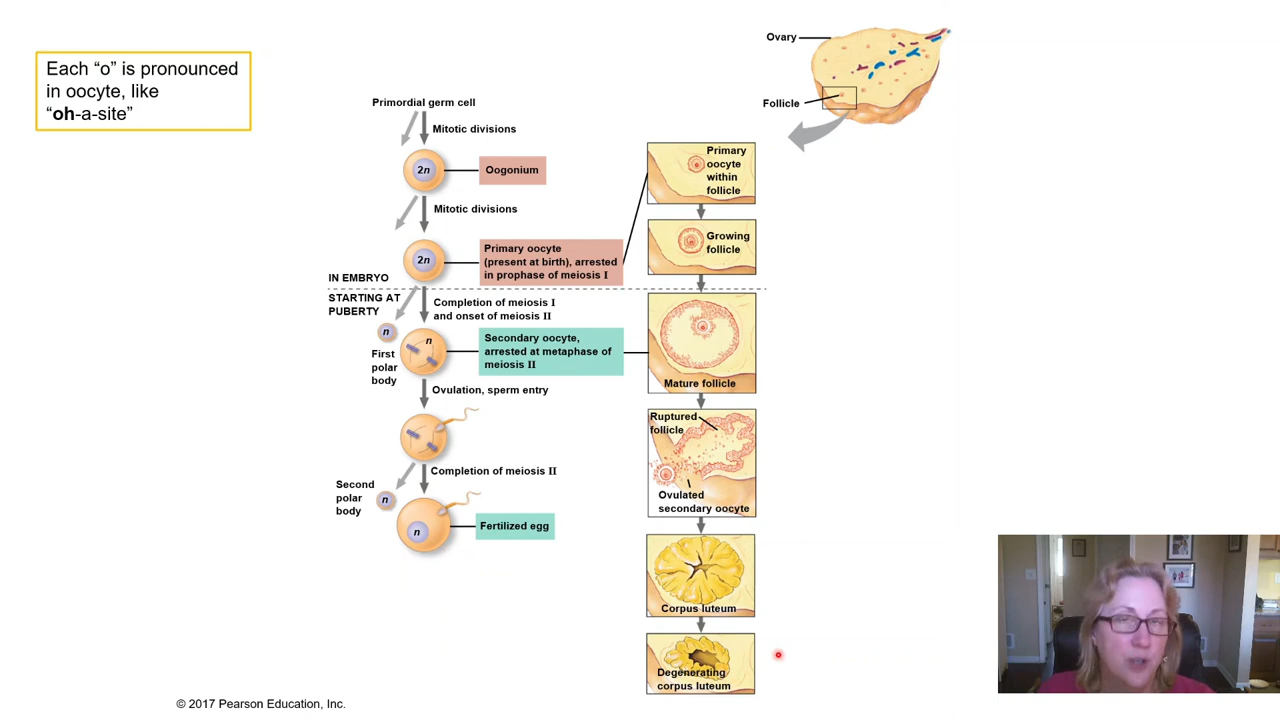 Each “o” is pronounced
in oocyte, like
“oh-a-site”
Ovary
Follicle
Primordial germ cell
Mitotic divisions
2n
Oogonium
Mitotic divisions
2n
Primary oocyte
(present at birth), arrested
in prophase of meiosis I
IN EMBRYO
STARTING AT
PUBERTY
Completion of meiosis I
and onset of meiosis II
n
n
First
polar
body
Secondary oocyte,
arrested at metaphase of
meiosis II
Ovulation, sperm entry
Completion of meiosis II
Second
polar
body
n
n
Fertilized egg
Primary
oocyte
within
follicle
Growing
follicle
Mature follicle
Ruptured
follicle
Ovulated
secondary oocyte
Corpus luteum
Degenerating
corpus luteum
© 2017 Pearson Education, Inc.